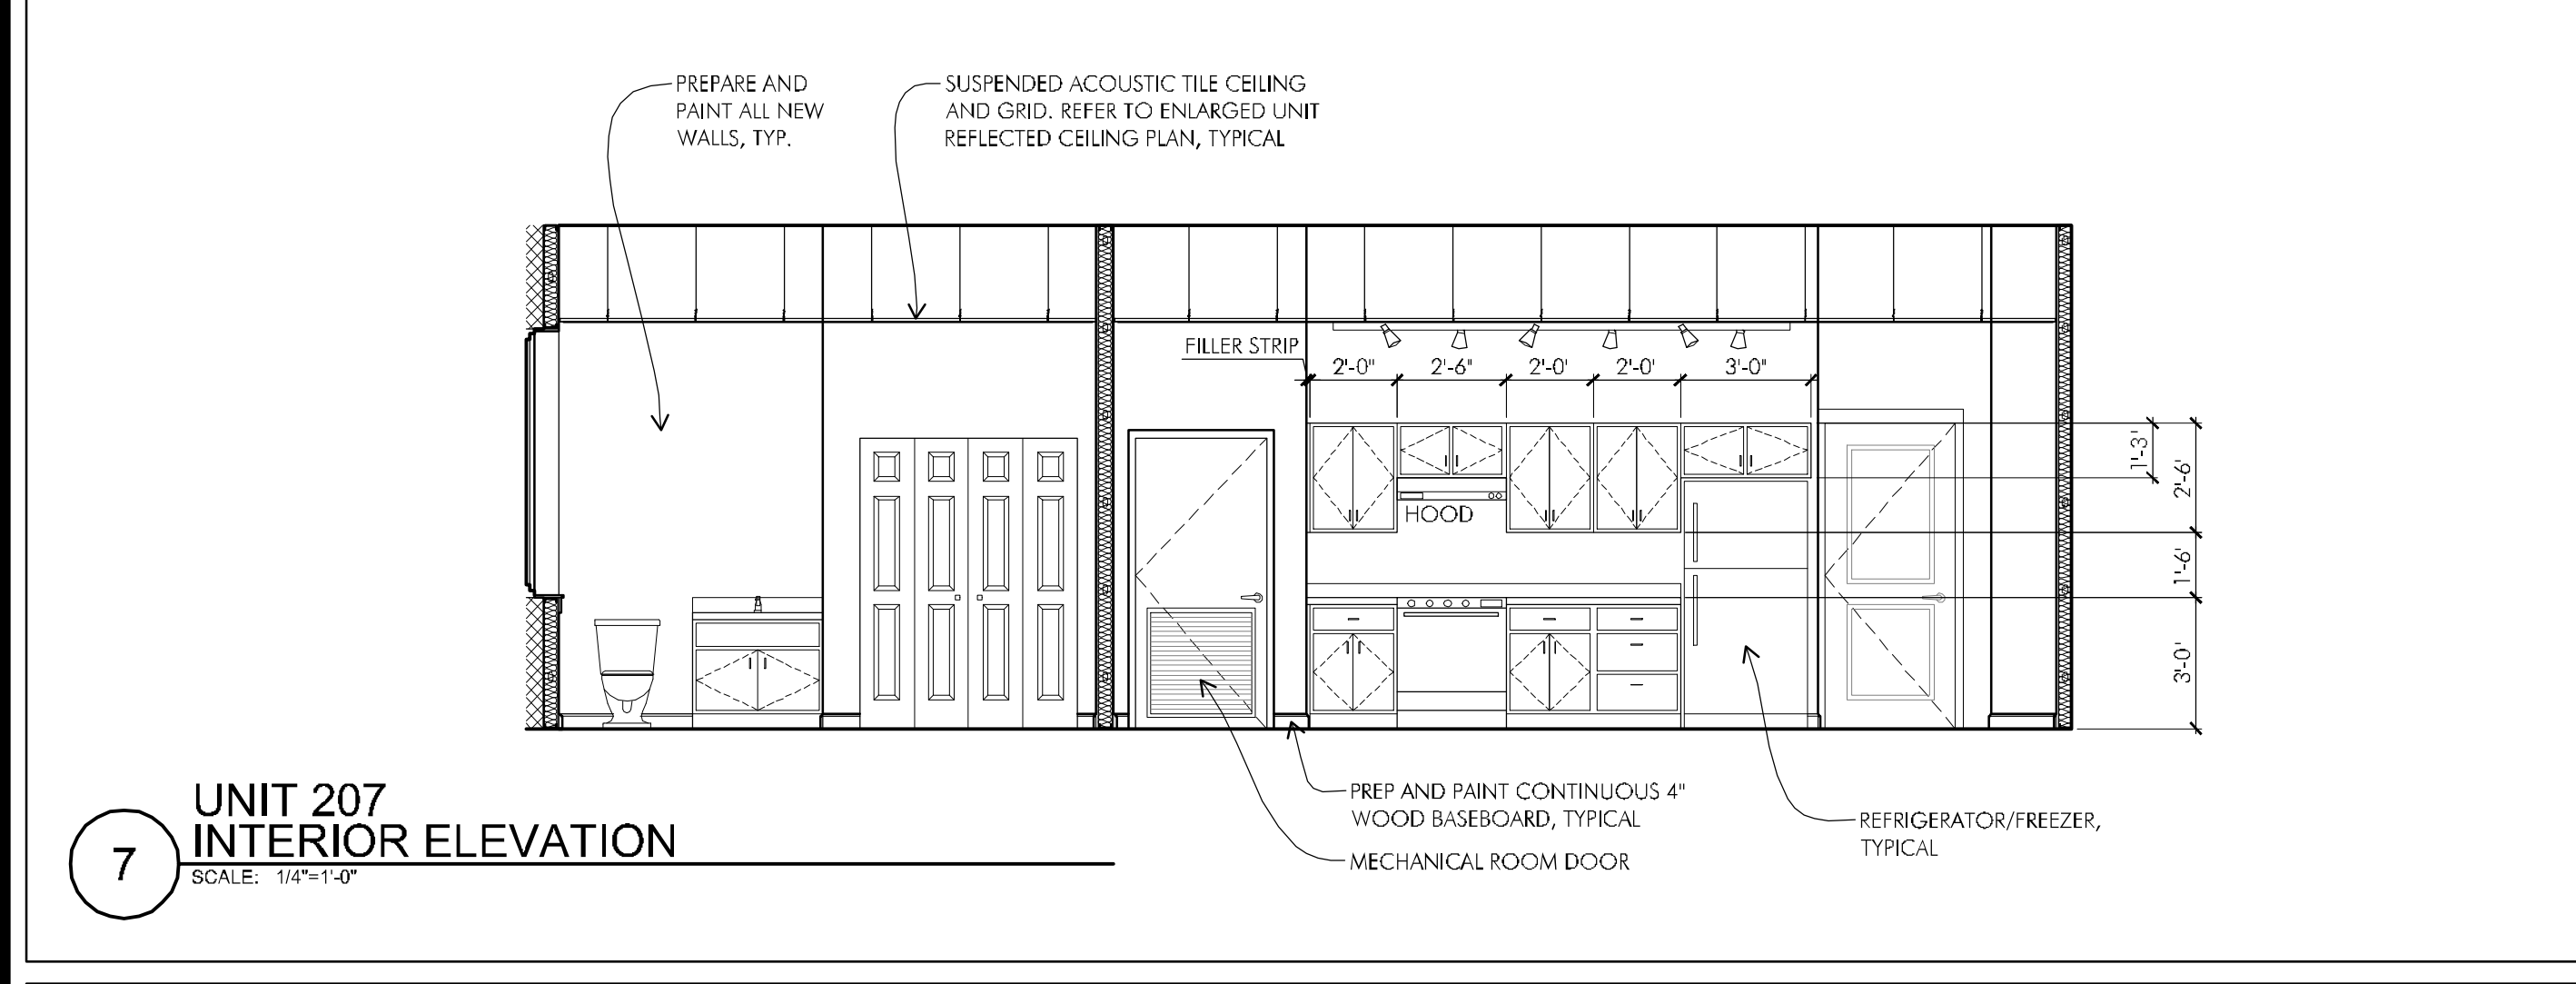 PREPARE AND
PAINT ALL NEW
WALLS, TYP.
SUSPENDED ACOUSTIC TILE CEILING
AND GRID. REFER TO ENLARGED UNIT
REFLECTED CEILING PLAN, TYPICAL
FILLER STRIP
2'-0"
2'-6"
2'-0'
2'-0'
3'-0"
HOOD
1'-3'
2'-6'
1'-6'
3'-0'
PREP AND PAINT CONTINUOUS 4"
WOOD BASEBOARD, TYPICAL
MECHANICAL ROOM DOOR
REFRIGERATOR/FREEZER,
TYPICAL
7
UNIT 207
INTERIOR ELEVATION
SCALE: 1/4"=1'-0"